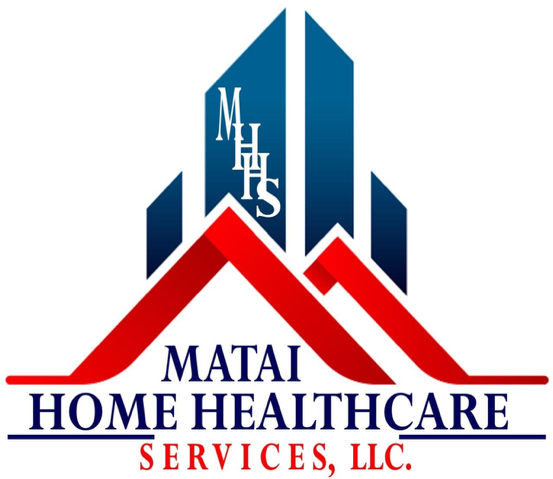 MHHS
MATAI
HOME HEALTHCARE
SERVICES, LLC.